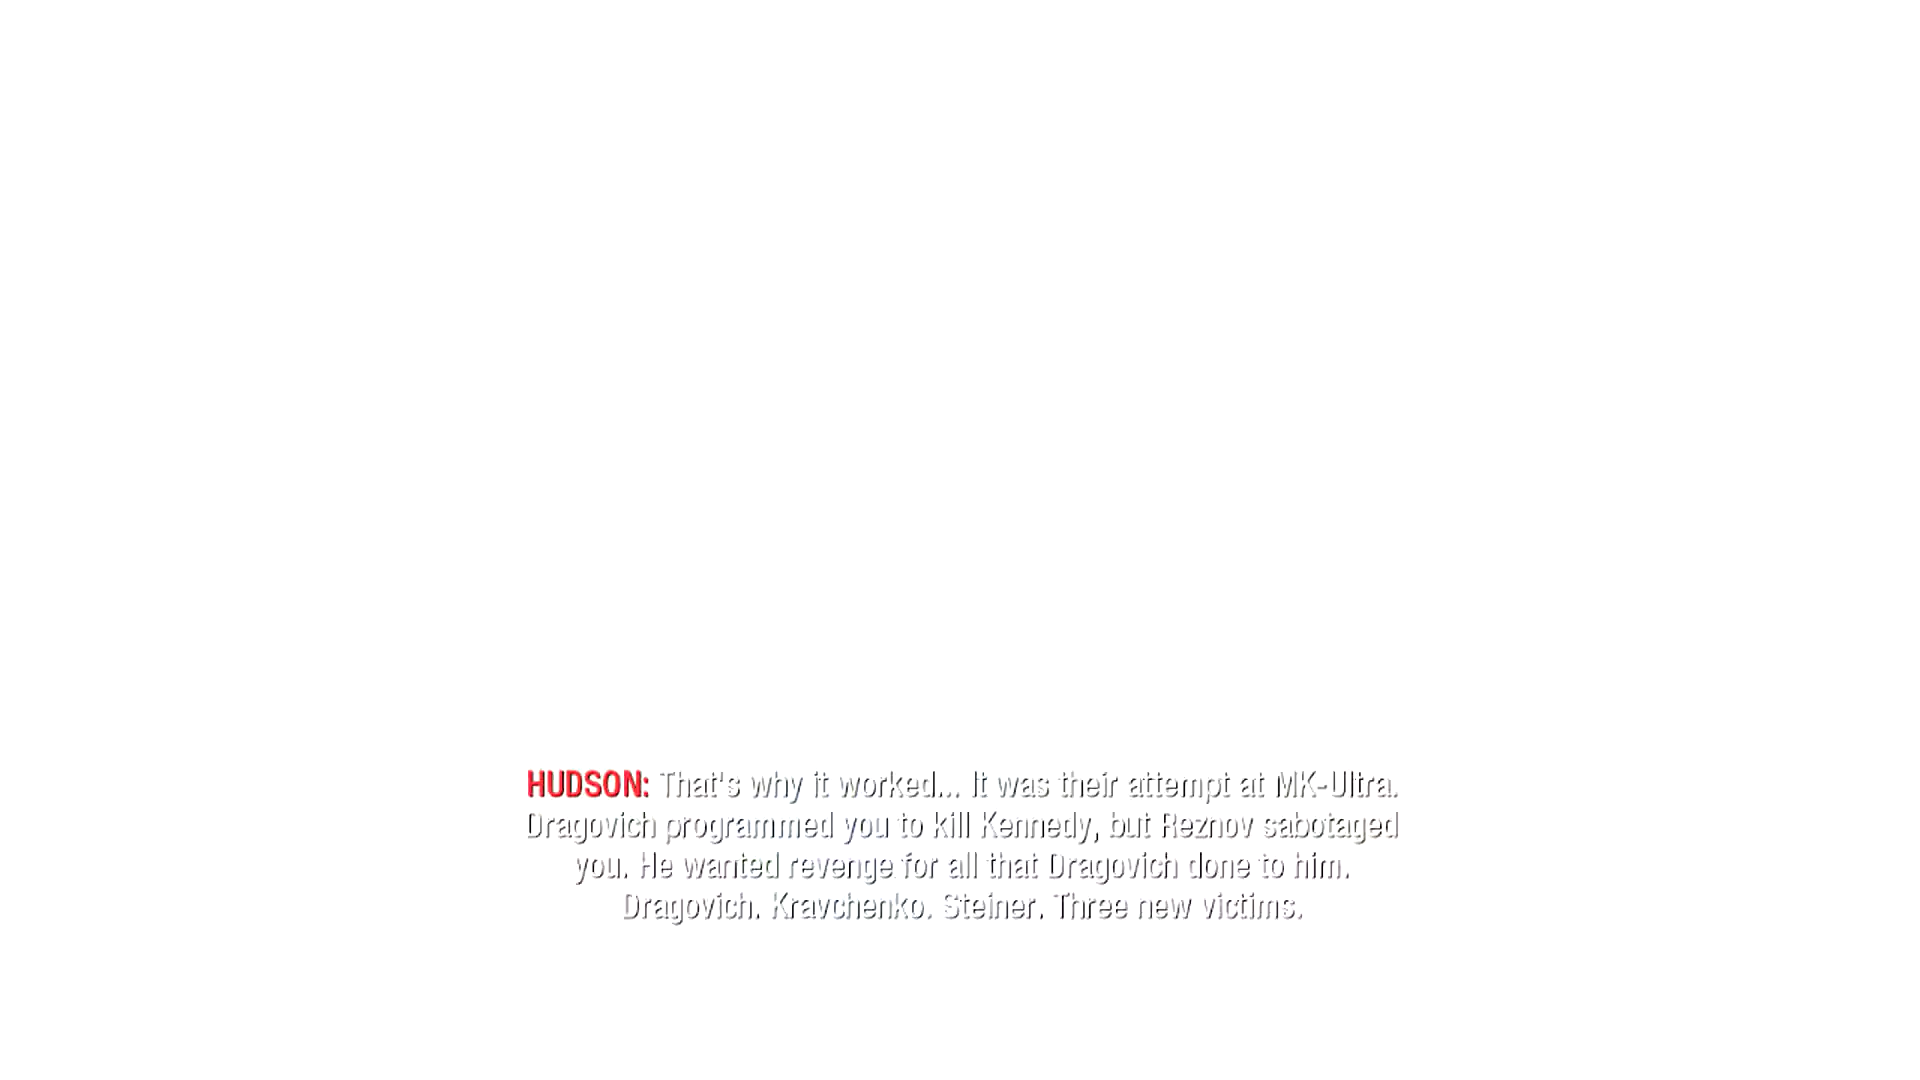 HUDSON: That's why it worked... It was their attempt at MK-Ultra.
Dragovich programmed you to kill Kennedy, but Reznov sabotaged
you. He wanted revenge for all that Dragovich done to him.
Dragovich. Kravchenko. Steiner. Three new victims.